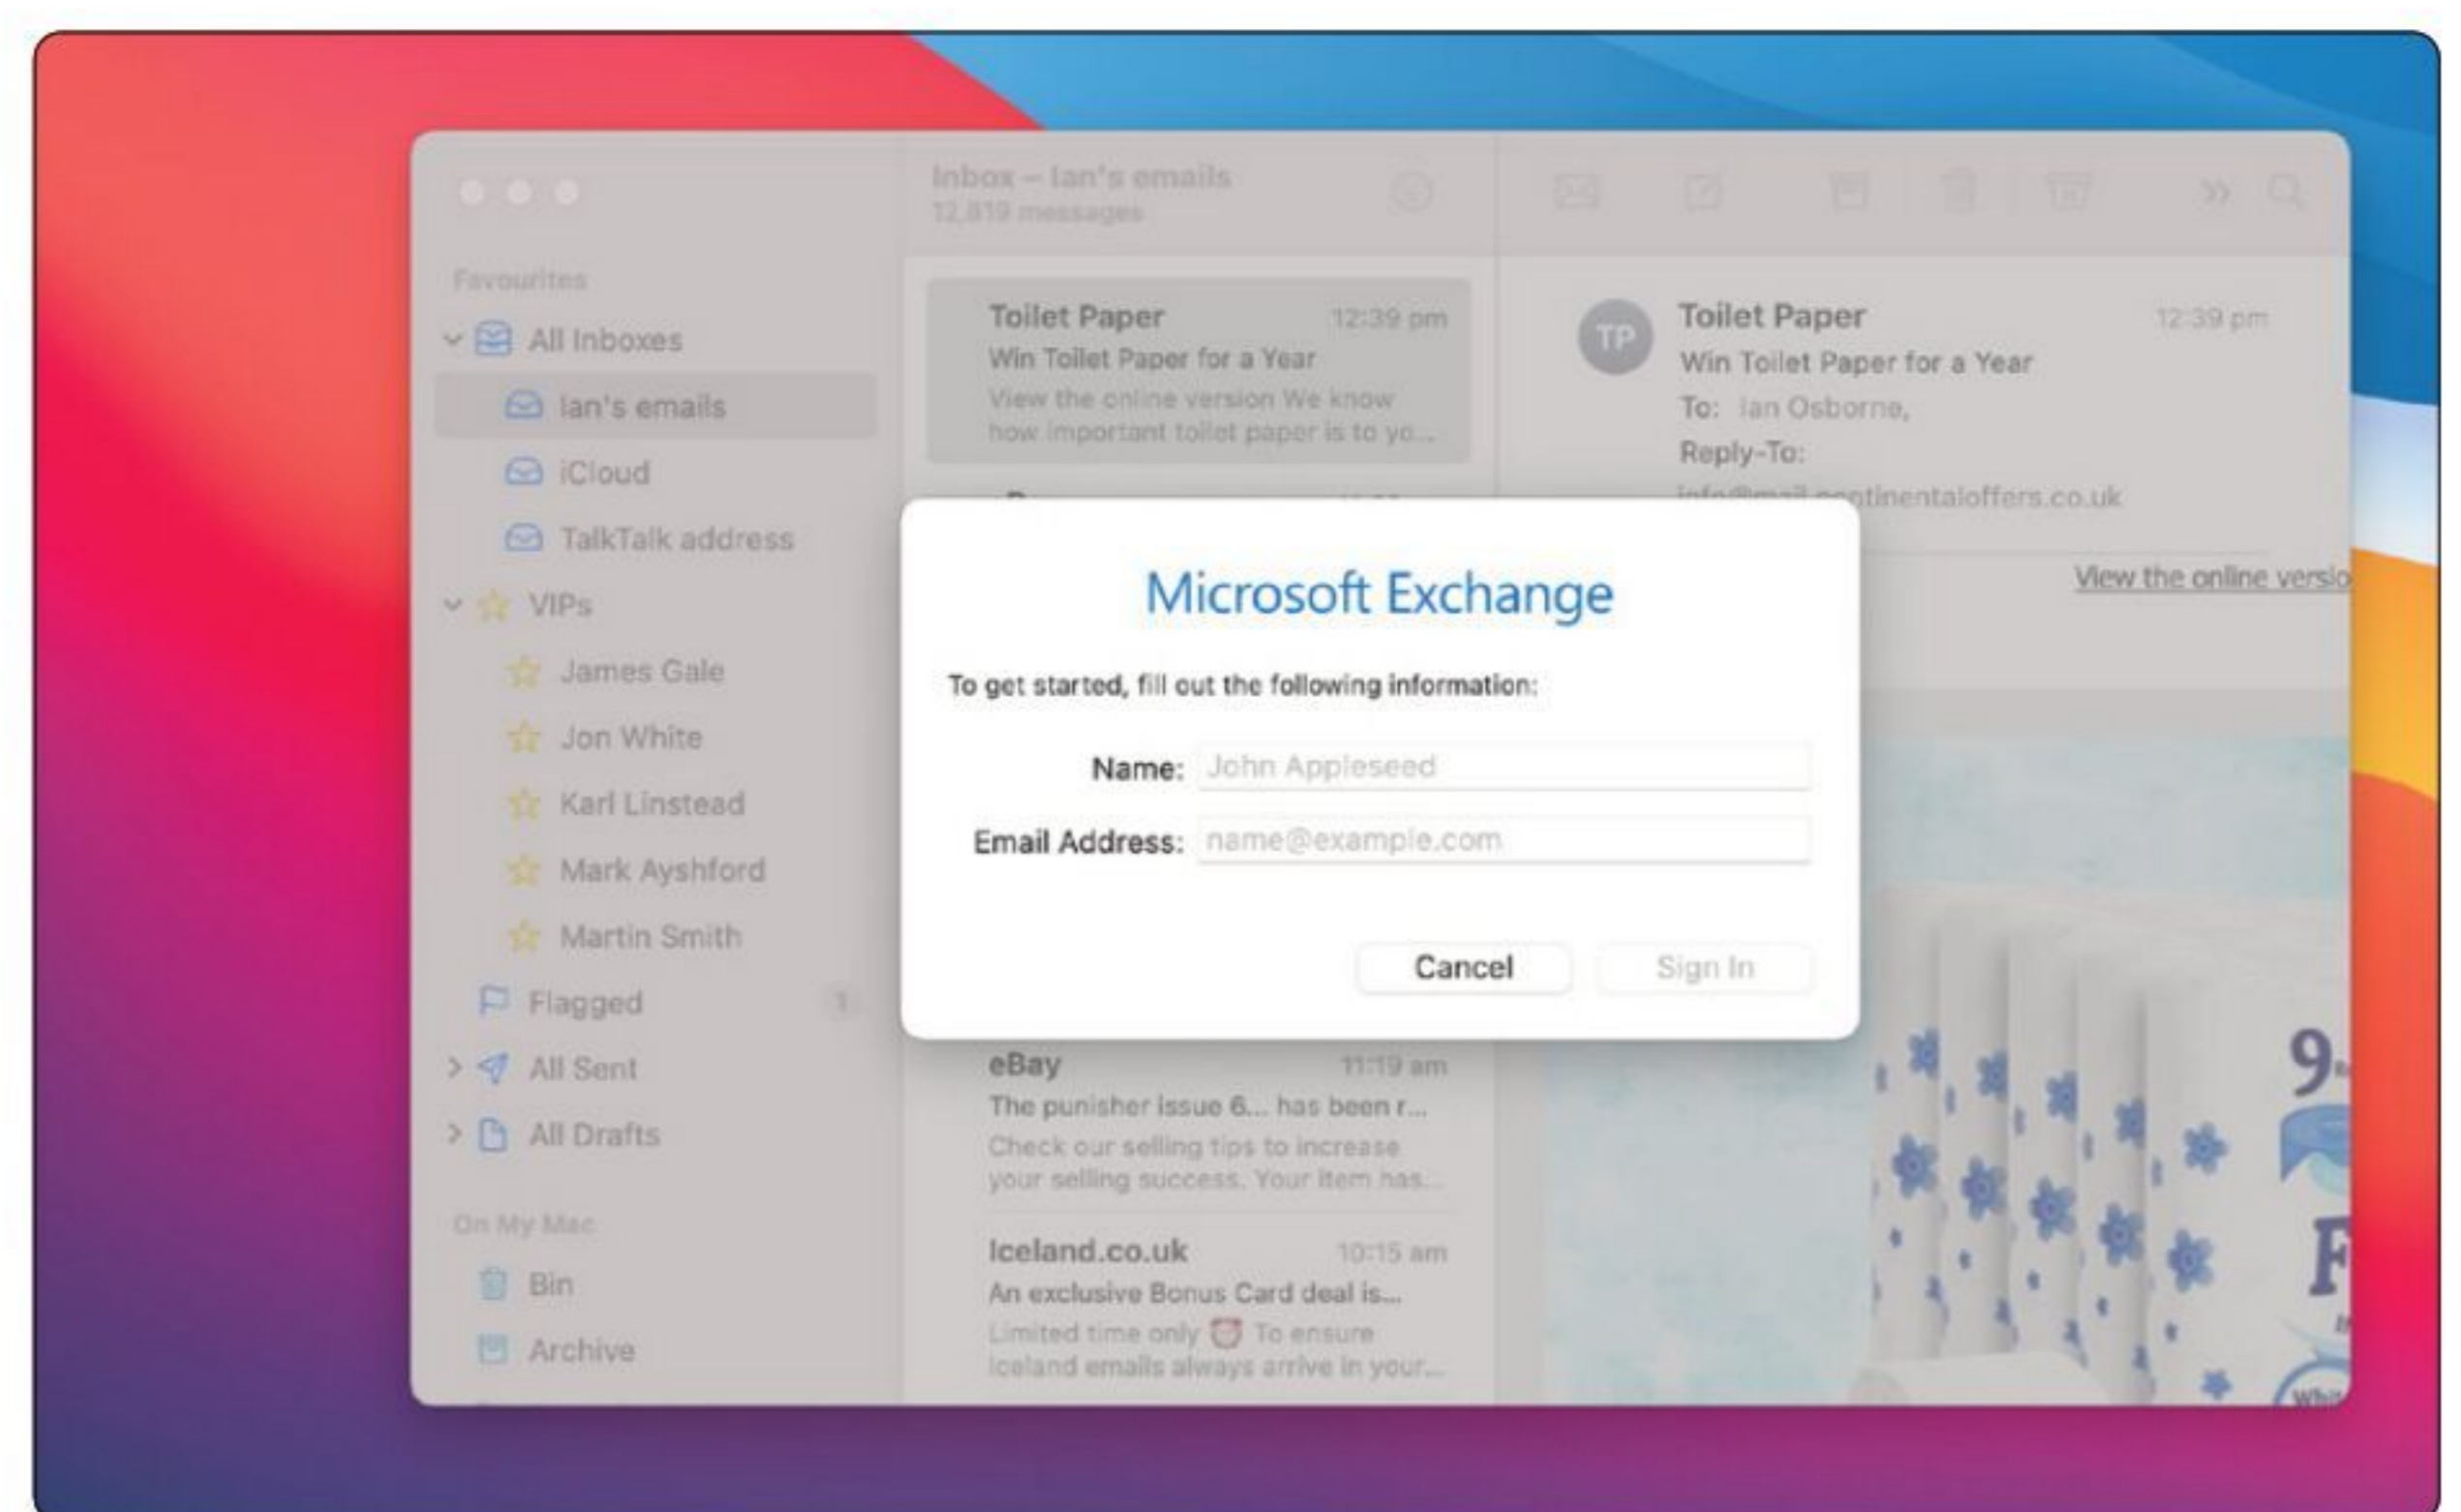 Inbox – Ian's emails
12,819 messages
Favourites
All Inboxes
Ian's emails
iCloud
TalkTalk address
VIPs
James Gale
Jon White
Karl Linstead
Mark Ayshford
Martin Smith
Flagged 1
All Sent
All Drafts
On My Mac
Bin
Archive
Toilet Paper 12:39 pm
Win Toilet Paper for a Year
View the online version We know
how important toilet paper is to yo...
eBay 11:19 am
The punisher issue 6... has been r...
Check our selling tips to increase
your selling success. Your item has...
Iceland.co.uk 10:15 am
An exclusive Bonus Card deal is...
Limited time only ⏰ To ensure
Iceland emails always arrive in your...
TP
Toilet Paper 12:39 pm
Win Toilet Paper for a Year
To: Ian Osborne,
Reply-To:
info@mail.continentaloffers.co.uk
View the online versio
Microsoft Exchange
To get started, fill out the following information:
Name: John Appleseed
Email Address: name@example.com
Cancel Sign In
9
F